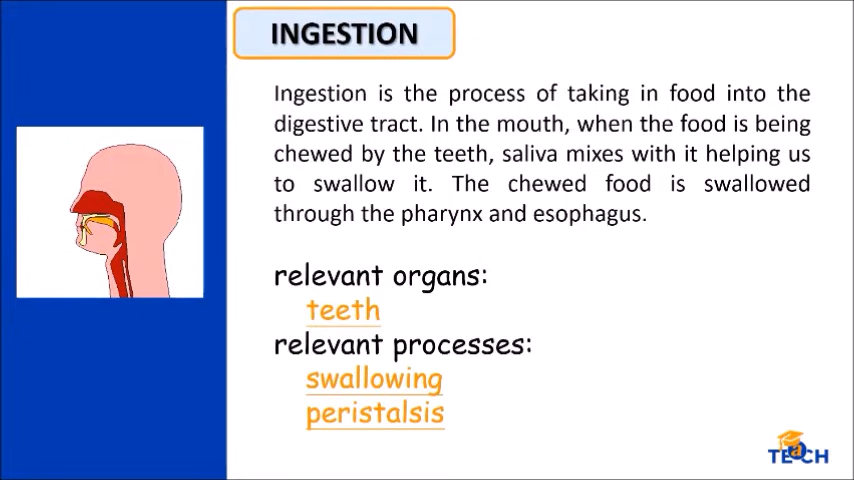 INGESTION
Ingestion is the process of taking in food into the
digestive tract. In the mouth, when the food is being
chewed by the teeth, saliva mixes with it helping us
to swallow it. The chewed food is swallowed
through the pharynx and esophagus.
relevant organs:
teeth
relevant processes:
swallowing
peristalsis
TEaCH